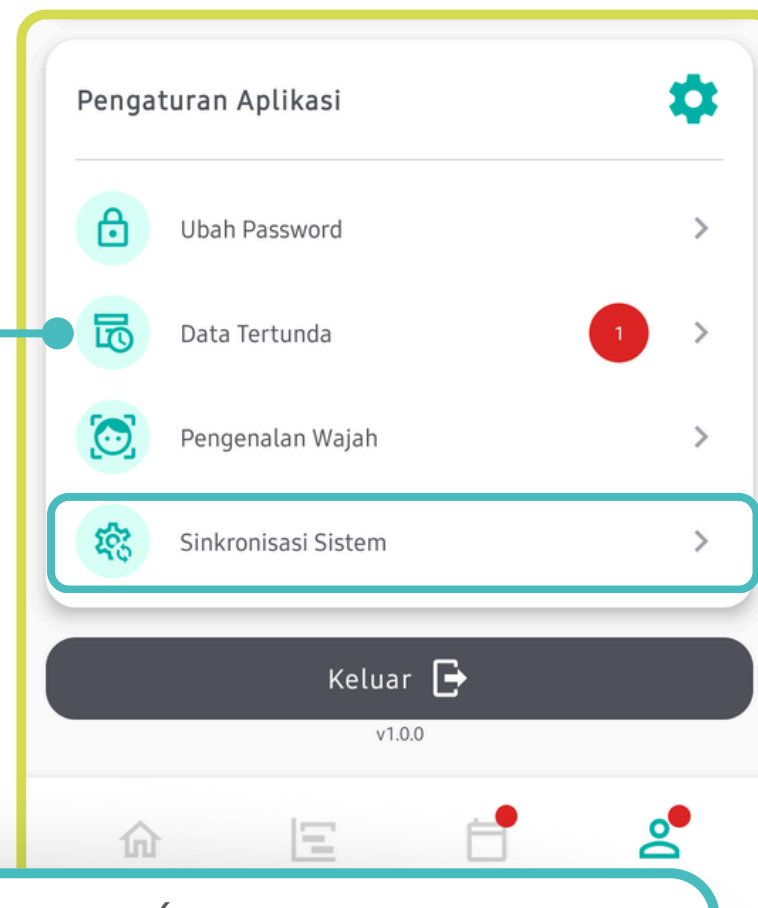 Pengaturan Aplikasi
Ubah Password
Data Tertunda
1
Pengenalan Wajah
Sinkronisasi Sistem
Keluar
v1.0.0